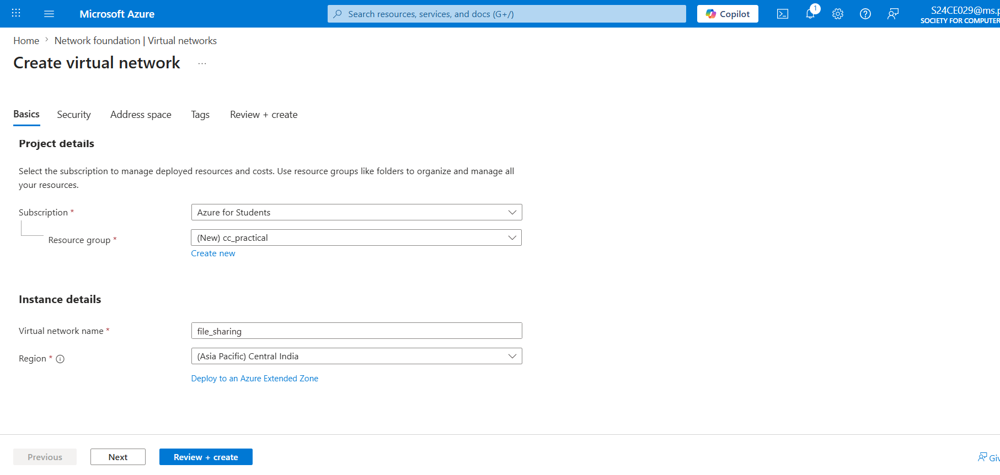 Microsoft Azure
Search resources, services, and docs (G+/)
Copilot
1
S24CE029@ms.p
SOCIETY FOR COMPUTER
Home > Network foundation | Virtual networks
Create virtual network ...
Basics Security Address space Tags Review + create
Project details
Select the subscription to manage deployed resources and costs. Use resource groups like folders to organize and manage all
your resources.
Subscription * Azure for Students
Resource group * (New) cc_practical
Create new
Instance details
Virtual network name * file_sharing
Region * (Asia Pacific) Central India
Deploy to an Azure Extended Zone
Previous Next Review + create
Giv